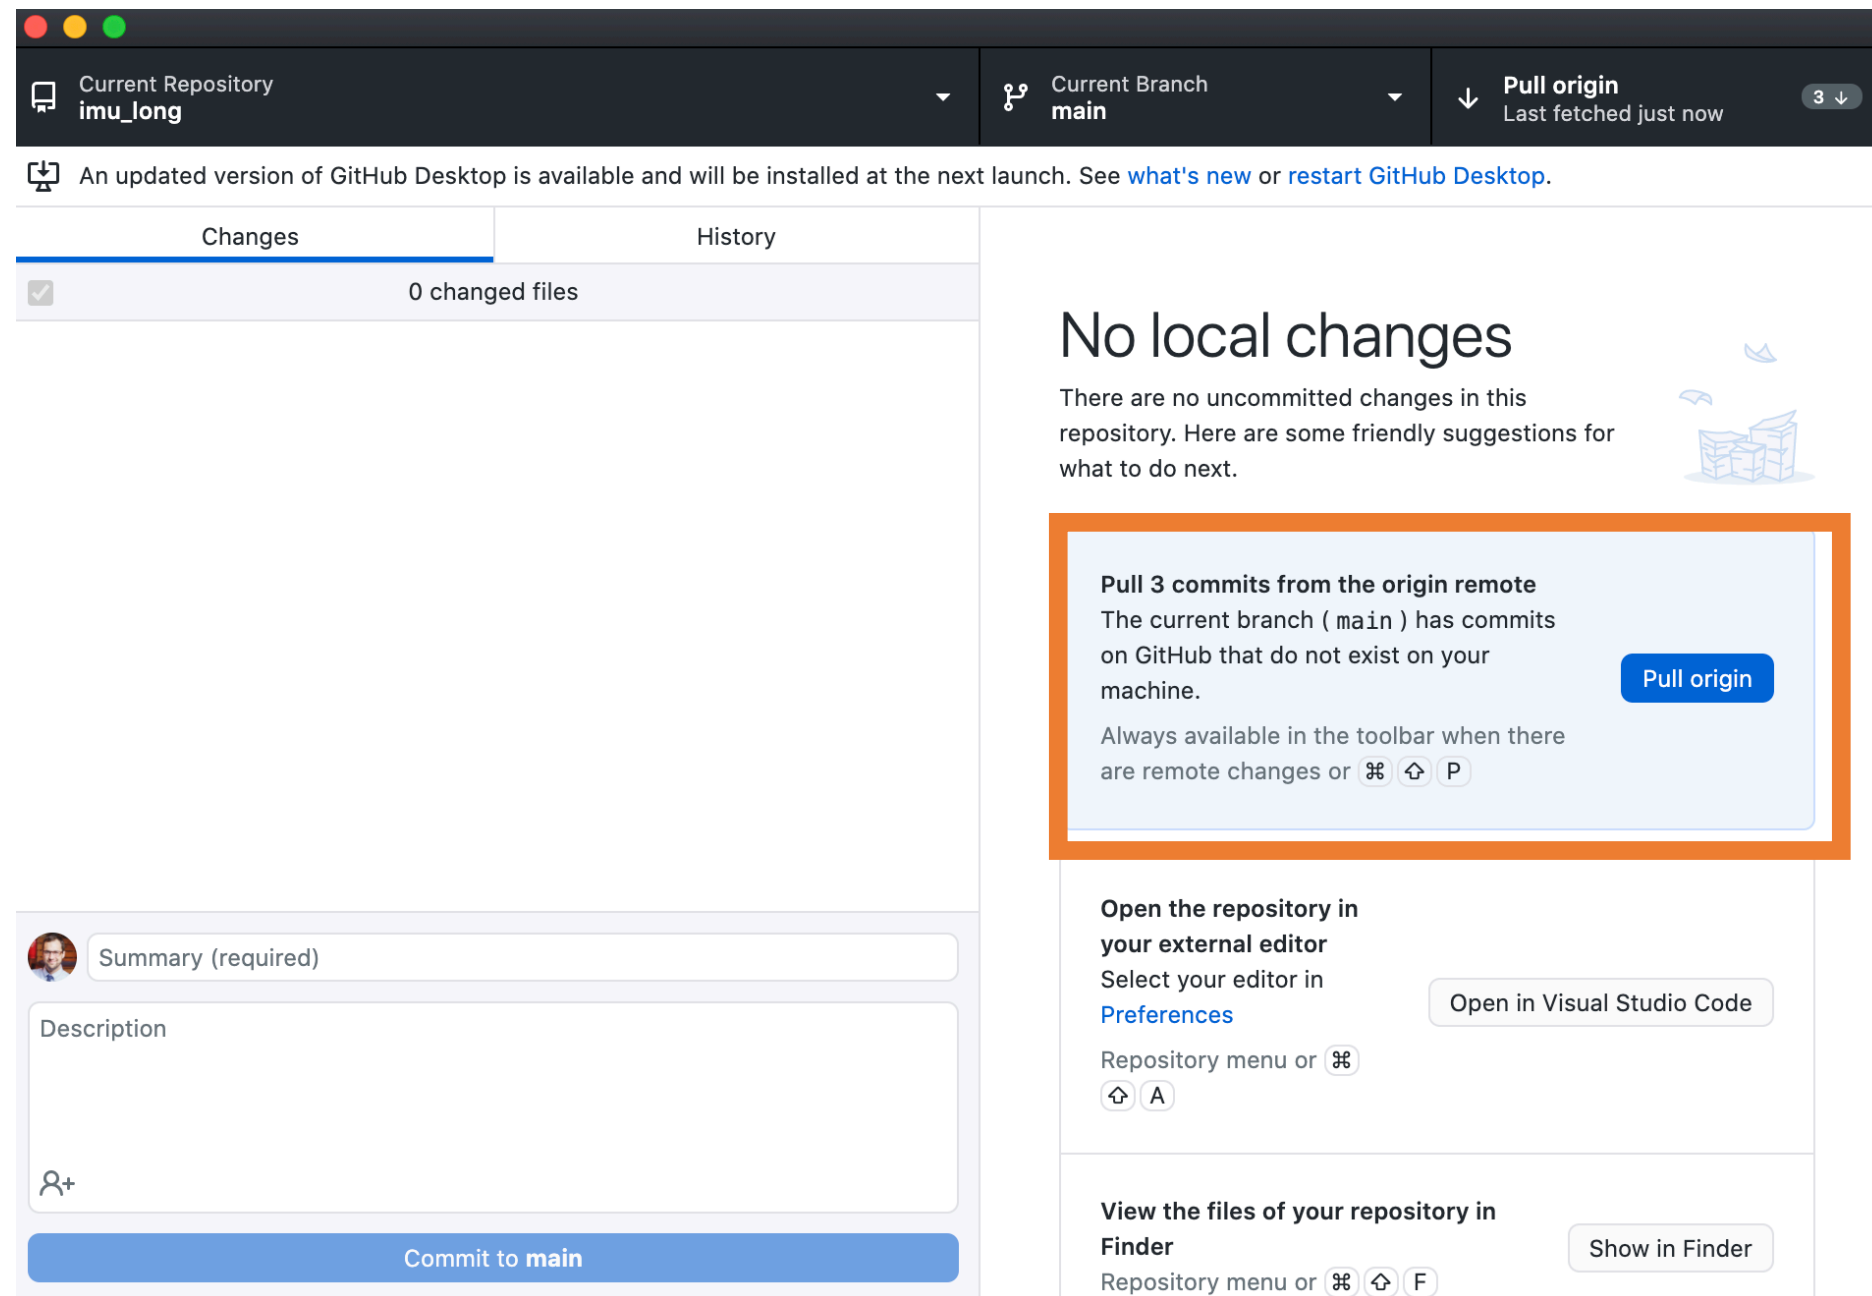 Current Repository
imu_long
Current Branch
main
Pull origin
Last fetched just now
3 ↓
An updated version of GitHub Desktop is available and will be installed at the next launch. See what's new or restart GitHub Desktop.
Changes
History
0 changed files
No local changes
There are no uncommitted changes in this
repository. Here are some friendly suggestions for
what to do next.
Pull 3 commits from the origin remote
The current branch ( main ) has commits
on GitHub that do not exist on your
machine.
Pull origin
Always available in the toolbar when there
are remote changes or ⌘ ⇧ P
Open the repository in
your external editor
Select your editor in
Preferences
Open in Visual Studio Code
Repository menu or ⌘
⇧ A
View the files of your repository in
Finder
Show in Finder
Repository menu or ⌘ ⇧ F
Summary (required)
Description
Commit to main